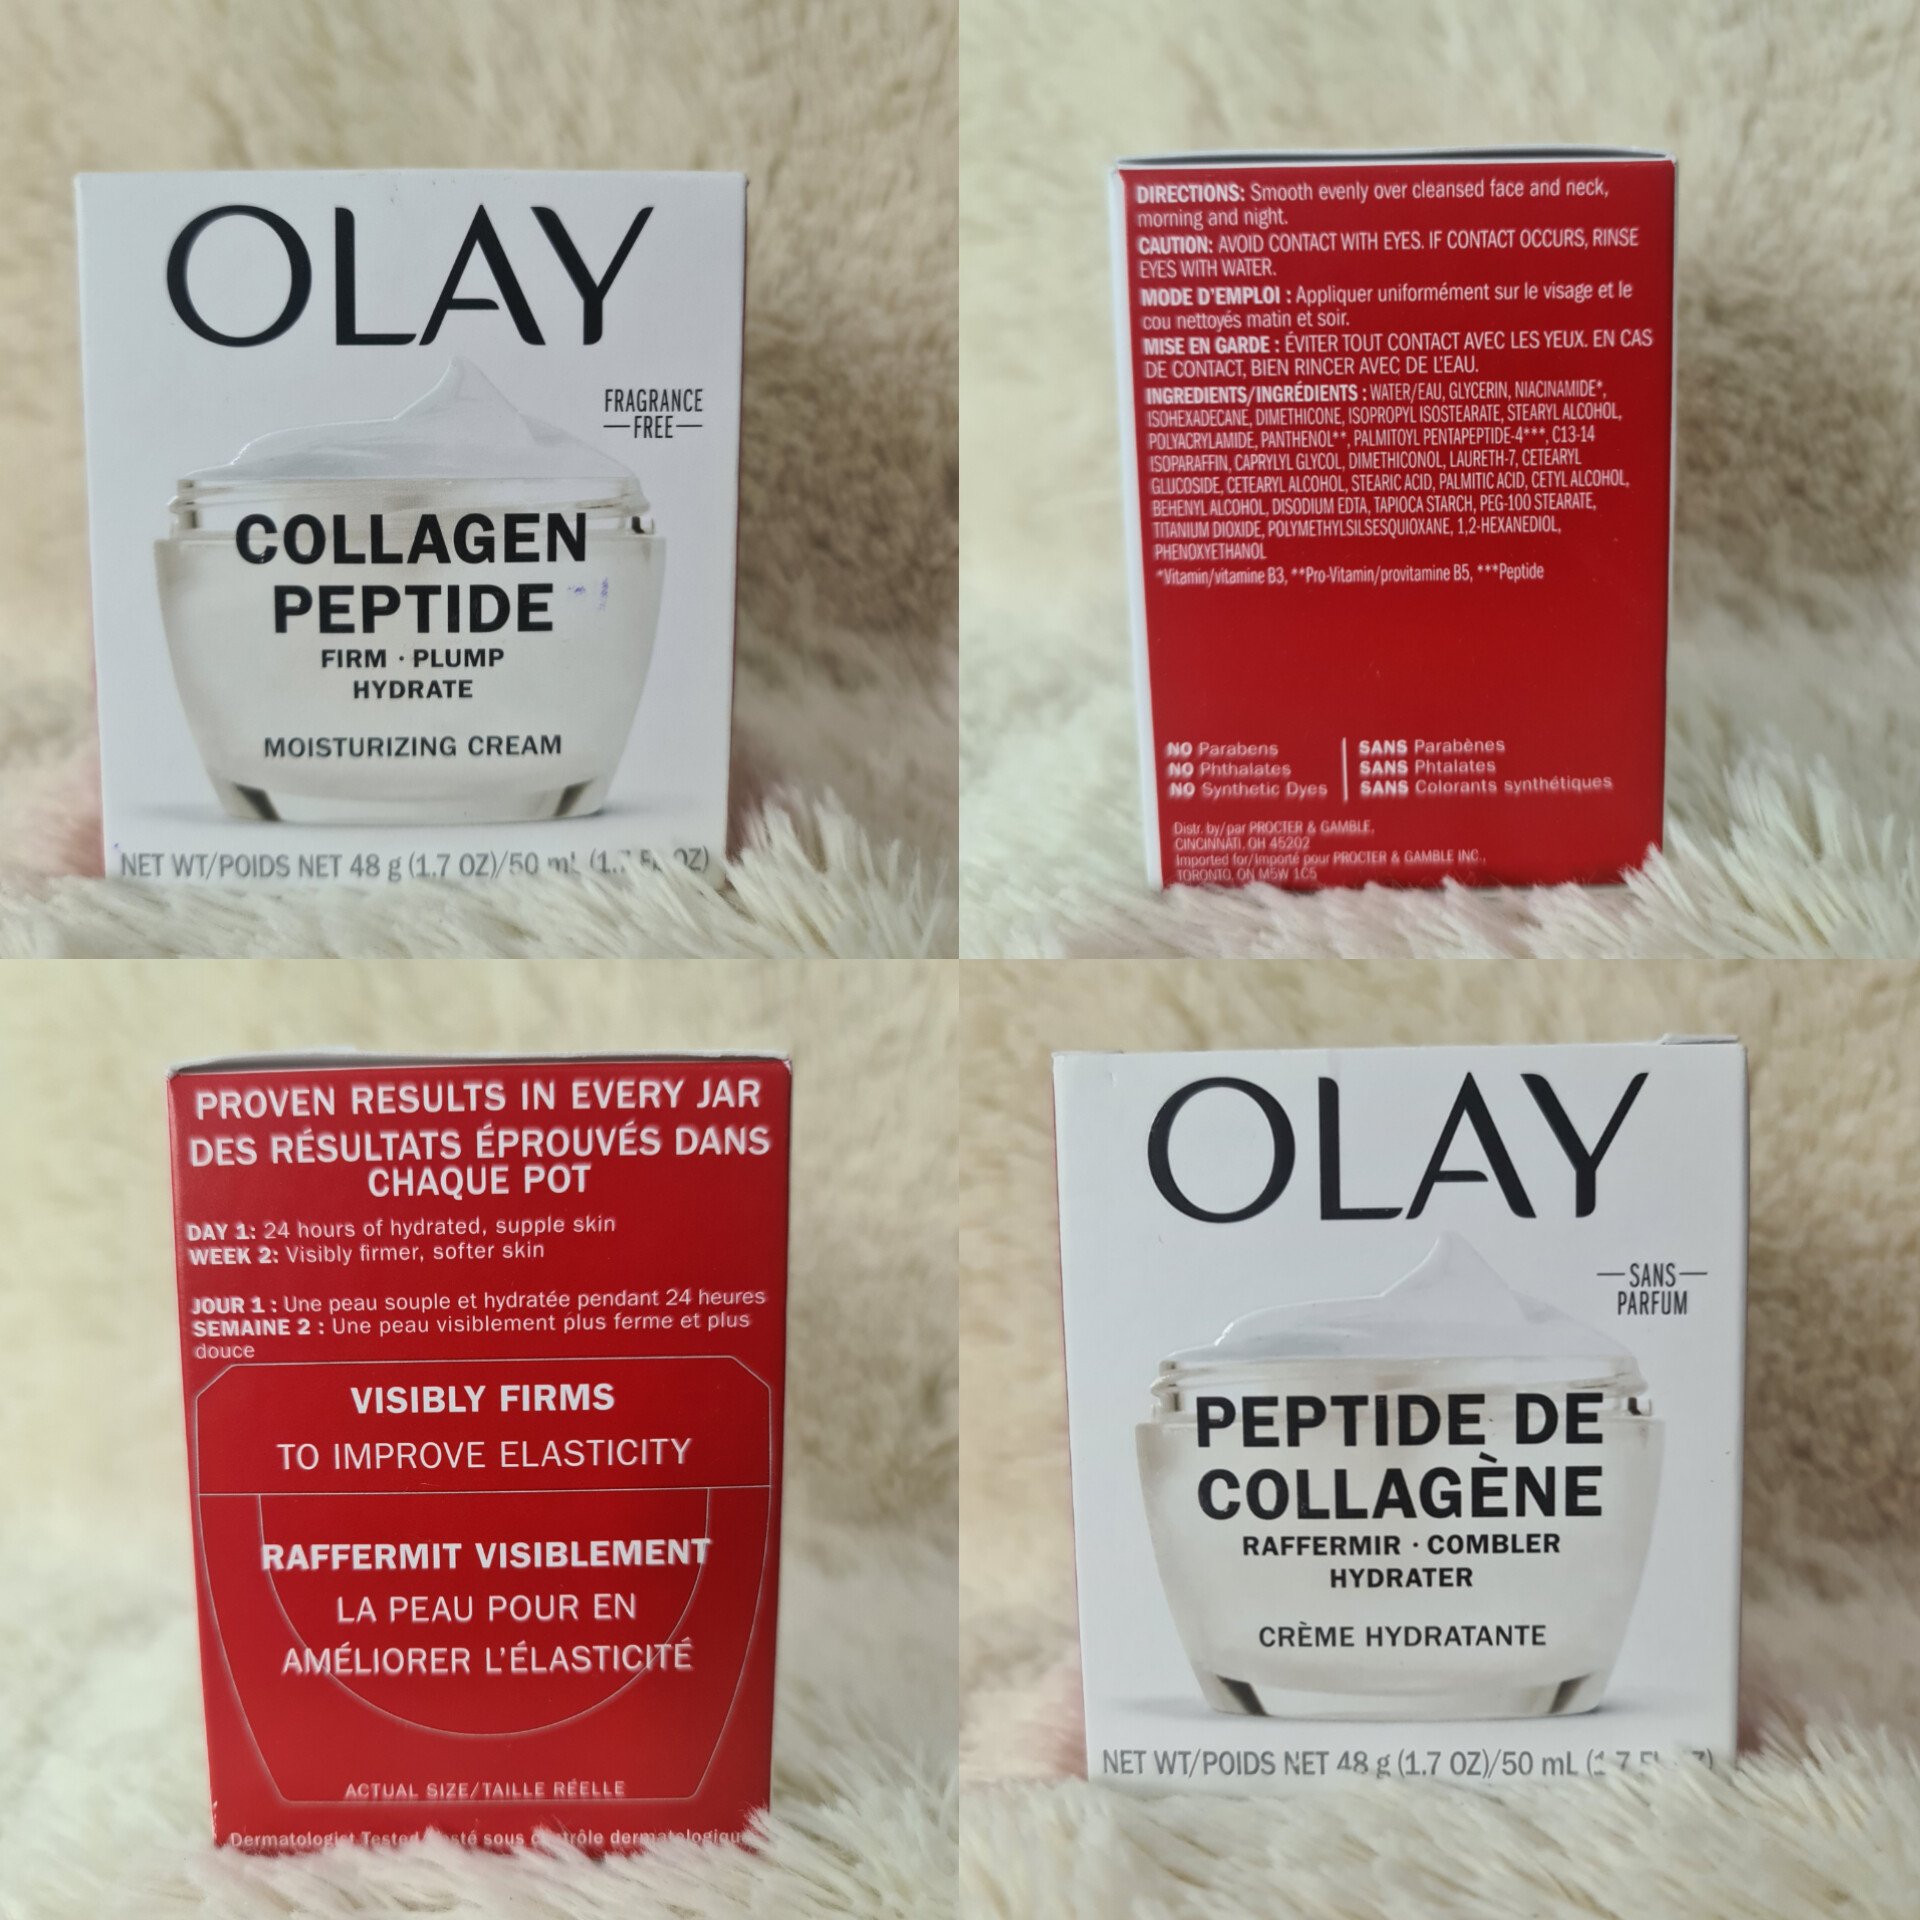 OLAY
FRAGRANCE
FREE
COLLAGEN
PEPTIDE
FIRM · PLUMP
HYDRATE
MOISTURIZING CREAM
NET WT/POIDS NET 48 g (1.7 OZ)/50 mL
DIRECTIONS: Smooth evenly over cleansed face and neck,
morning and night.
CAUTION: AVOID CONTACT WITH EYES. IF CONTACT OCCURS, RINSE
EYES WITH WATER.
MODE D'EMPLOI : Appliquer uniformément sur le visage et le
cou nettoyés matin et soir.
MISE EN GARDE : ÉVITER TOUT CONTACT AVEC LES YEUX. EN CAS
DE CONTACT, BIEN RINCER AVEC DE L'EAU.
INGREDIENTS/INGRÉDIENTS : WATER/EAU, GLYCERIN, NIACINAMIDE*,
ISOHEXADECANE, DIMETHICONE, ISOPROPYL ISOSTEARATE, STEARYL ALCOHOL,
POLYACRYLAMIDE, PANTHENOL**, PALMITOYL PENTAPEPTIDE-4***, C13-14
ISOPARAFFIN, CAPRYLYL GLYCOL, DIMETHICONOL, LAURETH-7, CETEARYL
GLUCOSIDE, CETEARYL ALCOHOL, STEARIC ACID, PALMITIC ACID, CETYL ALCOHOL,
BEHENYL ALCOHOL, DISODIUM EDTA, TAPIOCA STARCH, PEG-100 STEARATE,
TITANIUM DIOXIDE, POLYMETHYLSILSESQUIOXANE, 1,2-HEXANEDIOL,
PHENOXYETHANOL
*Vitamin/vitamine B3, **Pro-Vitamin/provitamine B5, ***Peptide
NO Parabens
NO Phthalates
NO Synthetic Dyes
SANS Parabènes
SANS Phtalates
SANS Colorants synthétiques
Distr. by/par PROCTER & GAMBLE,
CINCINNATI, OH 45202
Imported for/Importé pour PROCTER & GAMBLE INC.,
TORONTO, ON M5W 1C5
PROVEN RESULTS IN EVERY JAR
DES RÉSULTATS ÉPROUVÉS DANS
CHAQUE POT
DAY 1: 24 hours of hydrated, supple skin
WEEK 2: Visibly firmer, softer skin
JOUR 1 : Une peau souple et hydratée pendant 24 heures
SEMAINE 2 : Une peau visiblement plus ferme et plus
douce
VISIBLY FIRMS
TO IMPROVE ELASTICITY
RAFFERMIT VISIBLEMENT
LA PEAU POUR EN
AMÉLIORER L'ÉLASTICITÉ
ACTUAL SIZE/TAILLE RÉELLE
Dermatologist Tested sous
OLAY
SANS
PARFUM
PEPTIDE DE
COLLAGÈNE
RAFFERMIR · COMBLER
HYDRATER
CRÈME HYDRATANTE
NET WT/POIDS NET 48 g (1.7 OZ)/50 mL